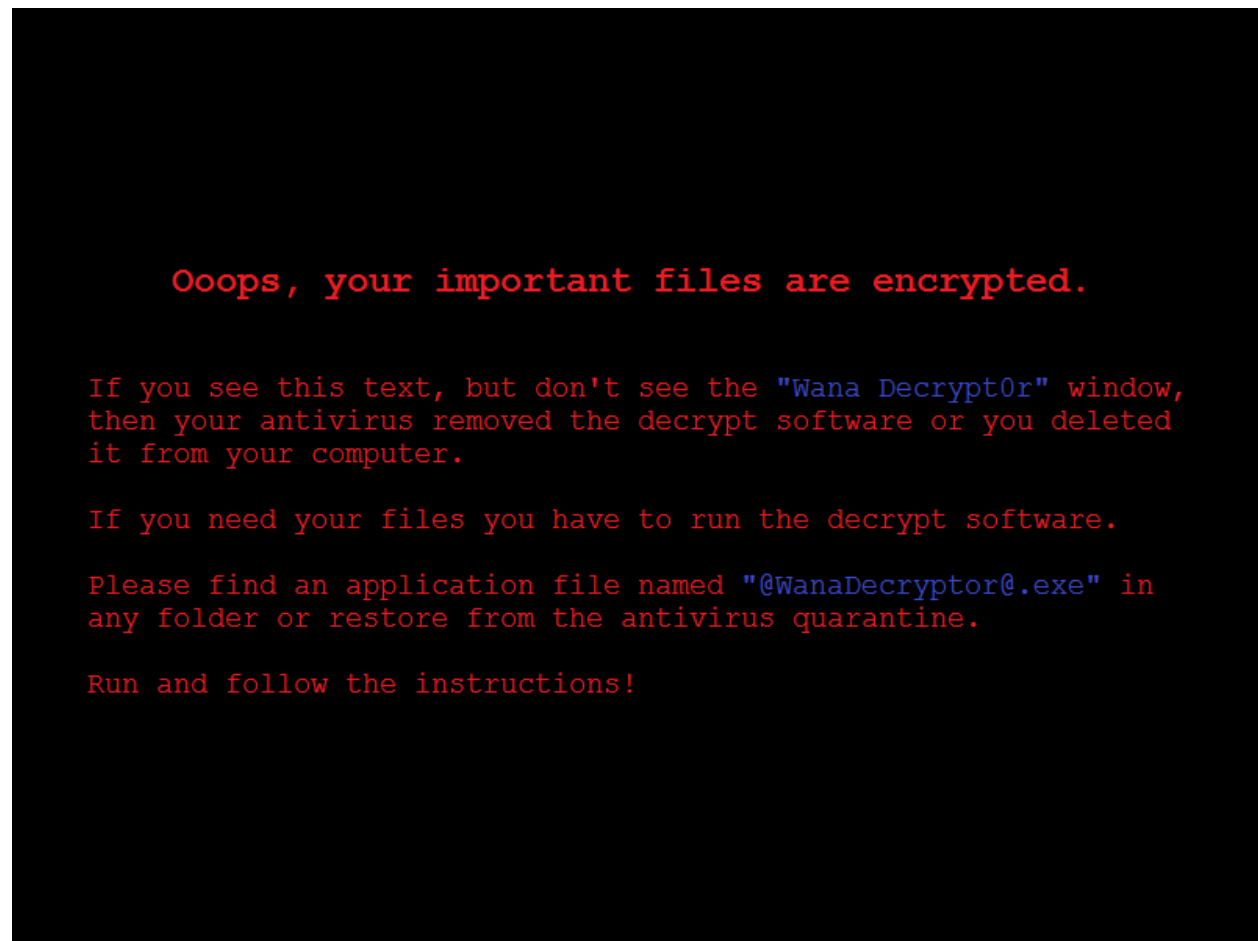 Ooops, your important files are encrypted.
If you see this text, but don't see the "Wana Decrypt0r" window,
then your antivirus removed the decrypt software or you deleted
it from your computer.
If you need your files you have to run the decrypt software.
Please find an application file named "@WanaDecryptor@.exe" in
any folder or restore from the antivirus quarantine.
Run and follow the instructions!